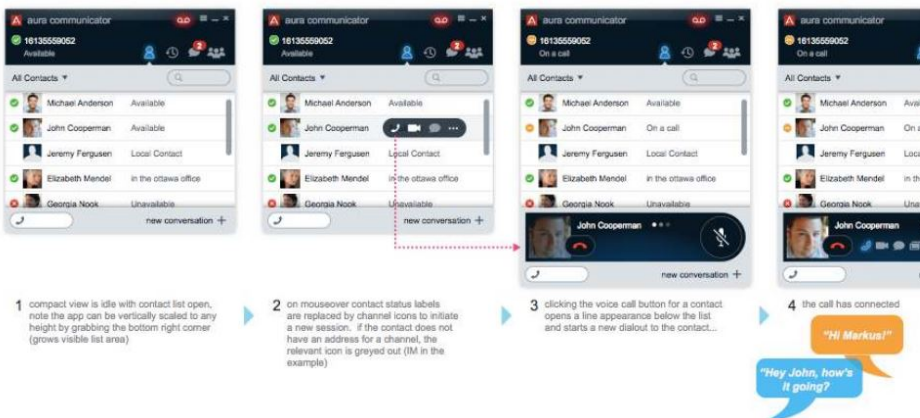 aura communicator
16135559052
Available
2
All Contacts ▼
Michael Anderson Available
John Cooperman Available
Jeremy Fergusen Local Contact
Elizabeth Mendel in the ottawa office
Georgia Nook Unavailable
new conversation +
1 compact view is idle with contact list open,
note the app can be vertically scaled to any
height by grabbing the bottom right corner
(grows visible list area)
aura communicator
16135559052
Available
2
All Contacts ▼
Michael Anderson Available
John Cooperman
Jeremy Fergusen Local Contact
Elizabeth Mendel in the ottawa office
Georgia Nook Unavailable
new conversation +
2 on mouseover contact status labels
are replaced by channel icons to initiate
a new session. if the contact does not
have an address for a channel, the
relevant icon is greyed out (IM in the
example)
aura communicator
16135559052
On a call
2
All Contacts ▼
Michael Anderson Available
John Cooperman On a call
Jeremy Fergusen Local Contact
Elizabeth Mendel in the ottawa office
Georgia Nook Unavailable
John Cooperman
new conversation +
3 clicking the voice call button for a contact
opens a line appearance below the list
and starts a new dialout to the contact...
aura communicator
16135559052
On a call
All Contacts ▼
Michael Anderson Ava
John Cooperman On a
Jeremy Fergusen Loca
Elizabeth Mendel in th
Georgia Nook Una
John Cooperman
4 the call has connected
"Hi Merkus!"
"Hey John, how's
it going?